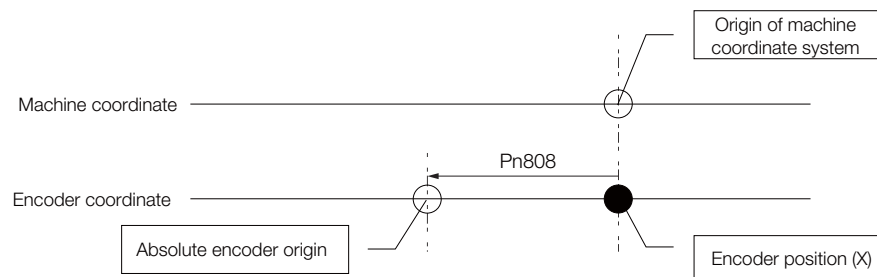 Origin of machine
coordinate system
Machine coordinate
Pn808
Encoder coordinate
Absolute encoder origin
Encoder position (X)